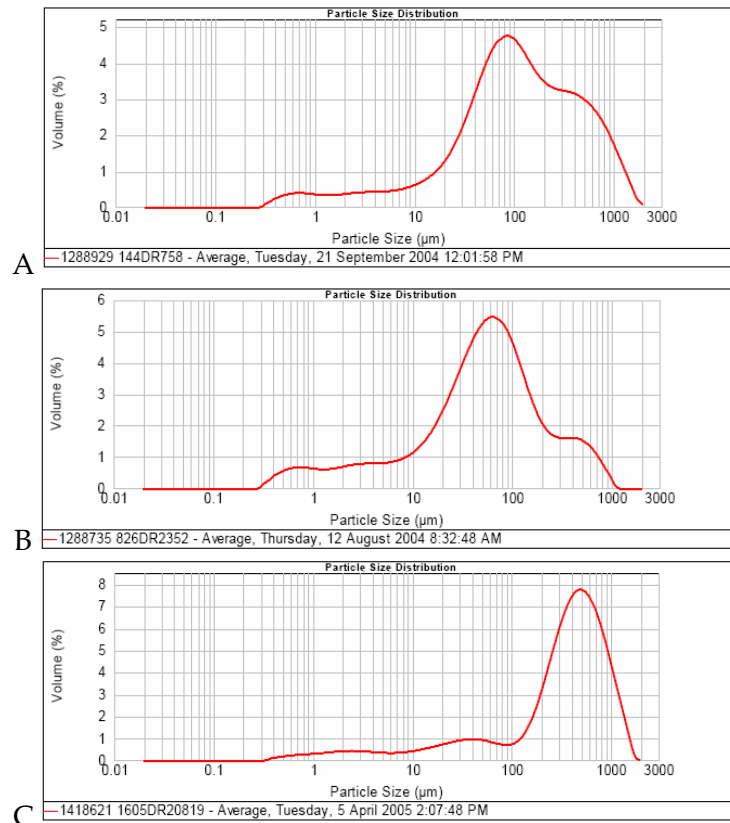 Particle Size Distribution
5
4
3
2
1
0
Volume (%)
0.01 0.1 1 10 100 1000 3000
Particle Size (µm)
A 1288929 144DR758 - Average, Tuesday, 21 September 2004 12:01:58 PM
Particle Size Distribution
6
5
4
3
2
1
0
Volume (%)
0.01 0.1 1 10 100 1000 3000
Particle Size (µm)
B 1288735 826DR2352 - Average, Thursday, 12 August 2004 8:32:48 AM
Particle Size Distribution
8
7
6
5
4
3
2
1
0
Volume (%)
0.01 0.1 1 10 100 1000 3000
Particle Size (µm)
C 1418621 1605DR20819 - Average, Tuesday, 5 April 2005 2:07:48 PM